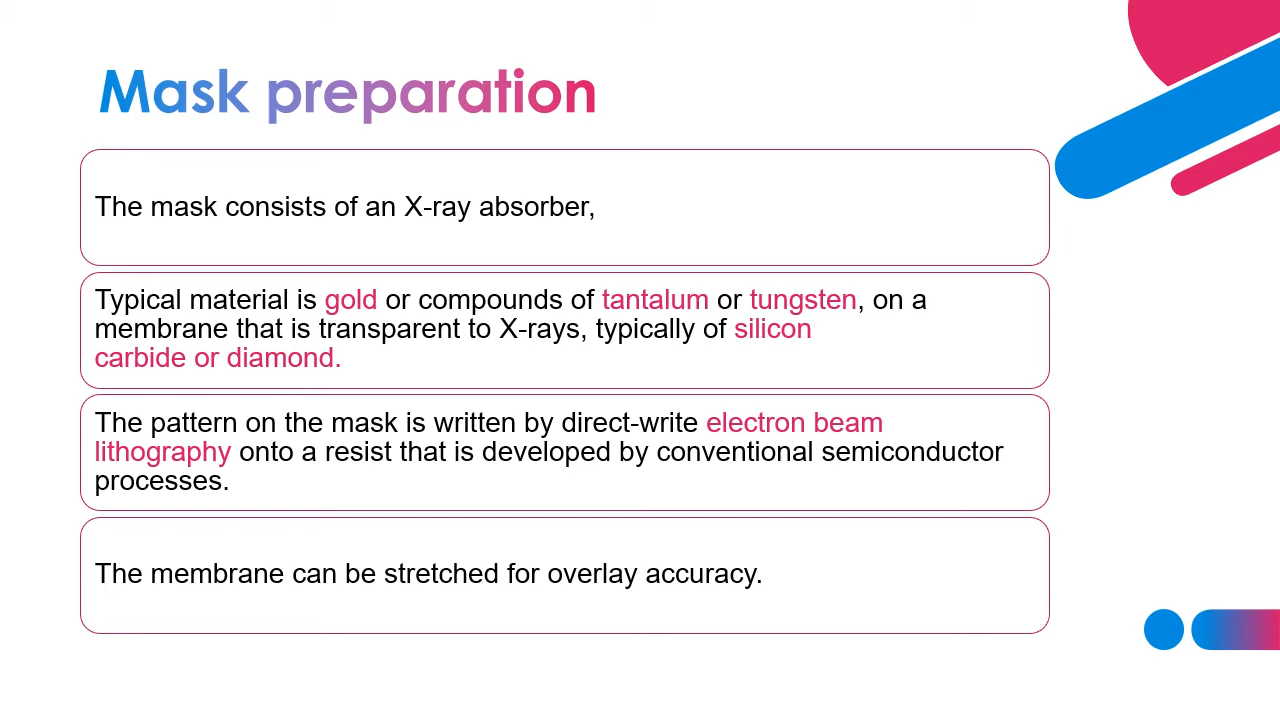 Mask preparation
The mask consists of an X-ray absorber,
Typical material is gold or compounds of tantalum or tungsten, on a
membrane that is transparent to X-rays, typically of silicon
carbide or diamond.
The pattern on the mask is written by direct-write electron beam
lithography onto a resist that is developed by conventional semiconductor
processes.
The membrane can be stretched for overlay accuracy.